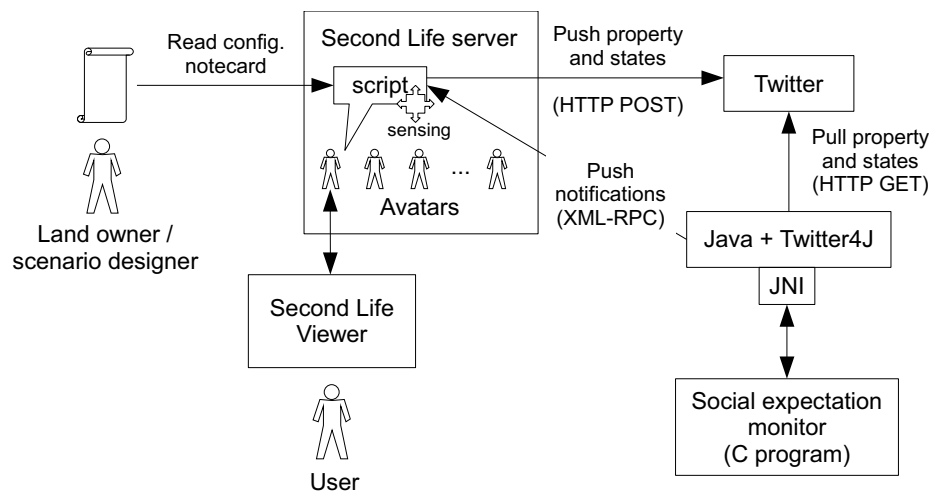 Read config.
notecard
Second Life server
script
sensing
...
Avatars
Push property
and states
(HTTP POST)
Twitter
Pull property
and states
(HTTP GET)
Push
notifications
(XML-RPC)
Land owner /
scenario designer
Java + Twitter4J
JNI
Second Life
Viewer
Social expectation
monitor
(C program)
User